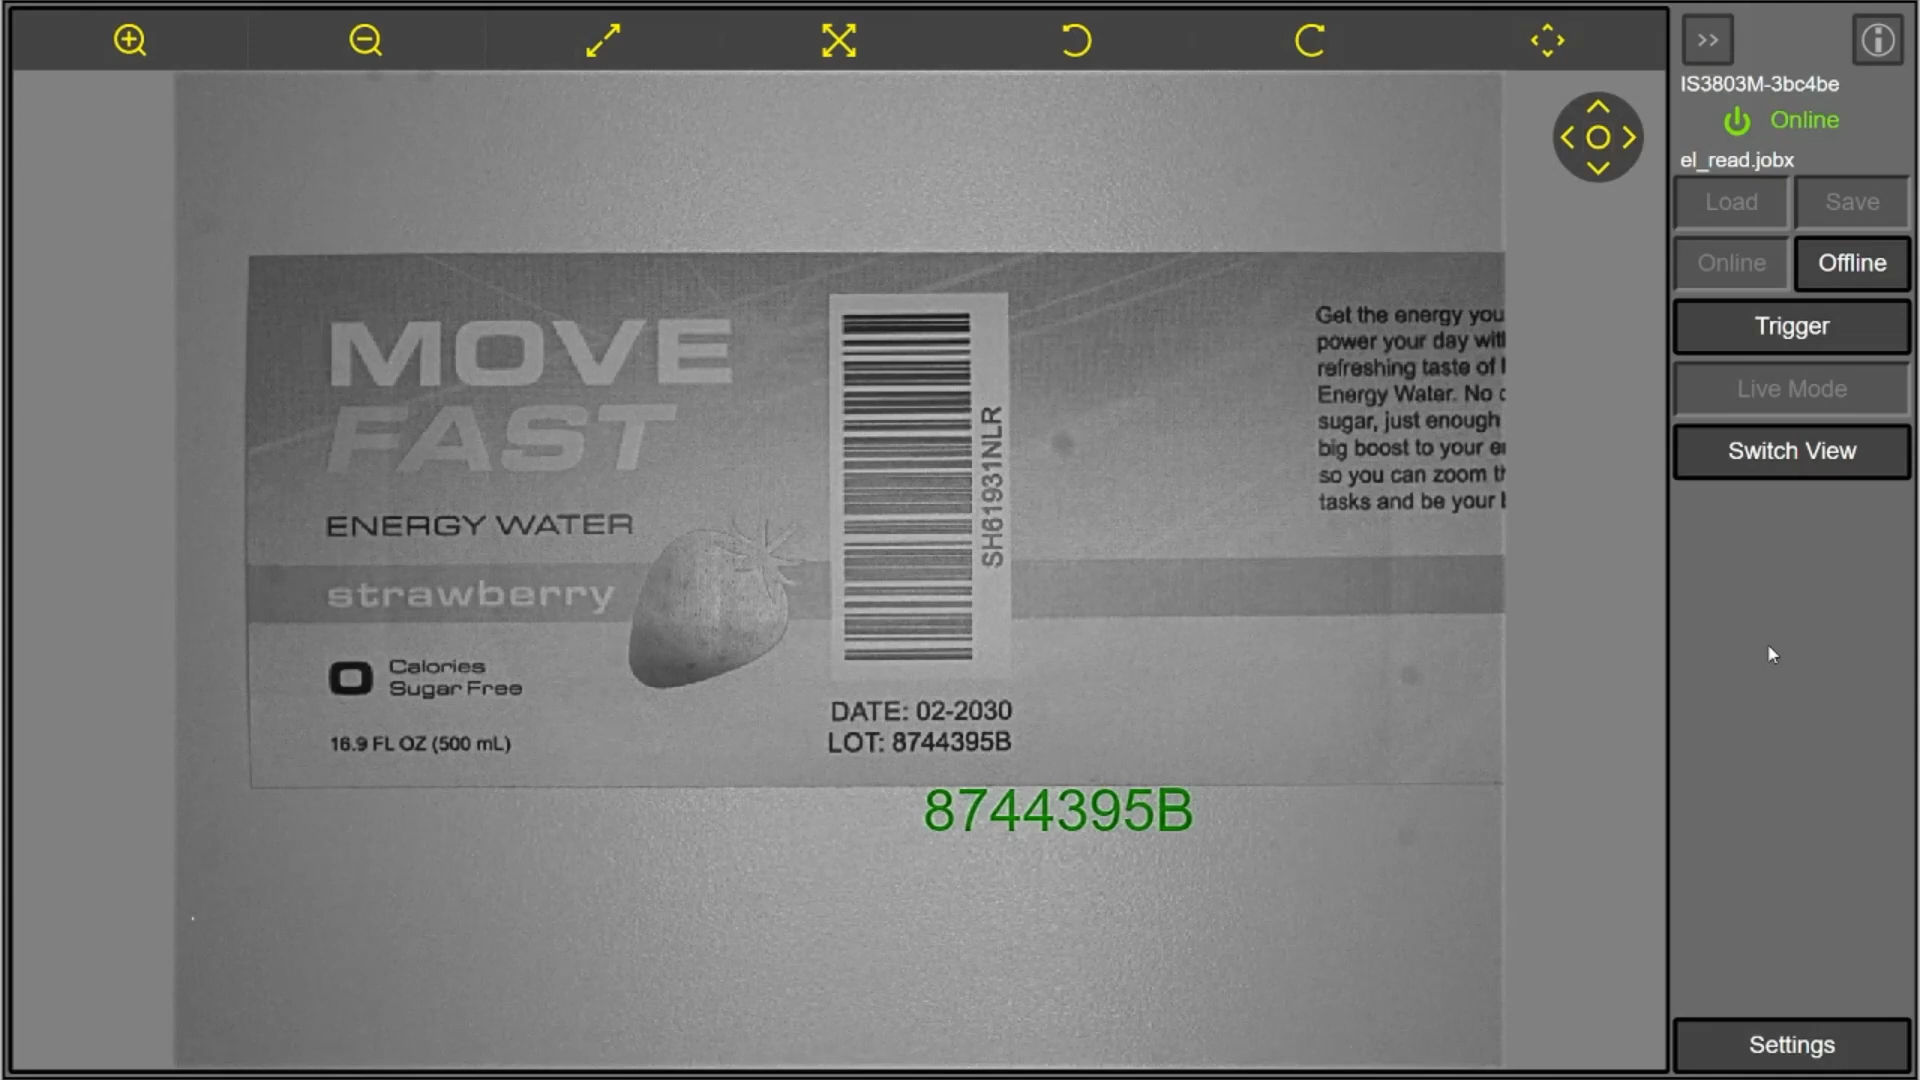 >>
IS3803M-3bc4be
Online
el_read.jobx
Load Save
Online Offline
Trigger
Live Mode
Switch View
Settings
MOVE
FAST
ENERGY WATER
strawberry
0 Calories
Sugar Free
16.9 FL OZ (500 mL)
SH61931NLR
DATE: 02-2030
LOT: 8744395B
8744395B
Get the energy you
power your day
refreshing taste of
Energy Water. No
sugar, just enough
big boost to your
so you can zoom
tasks and be your